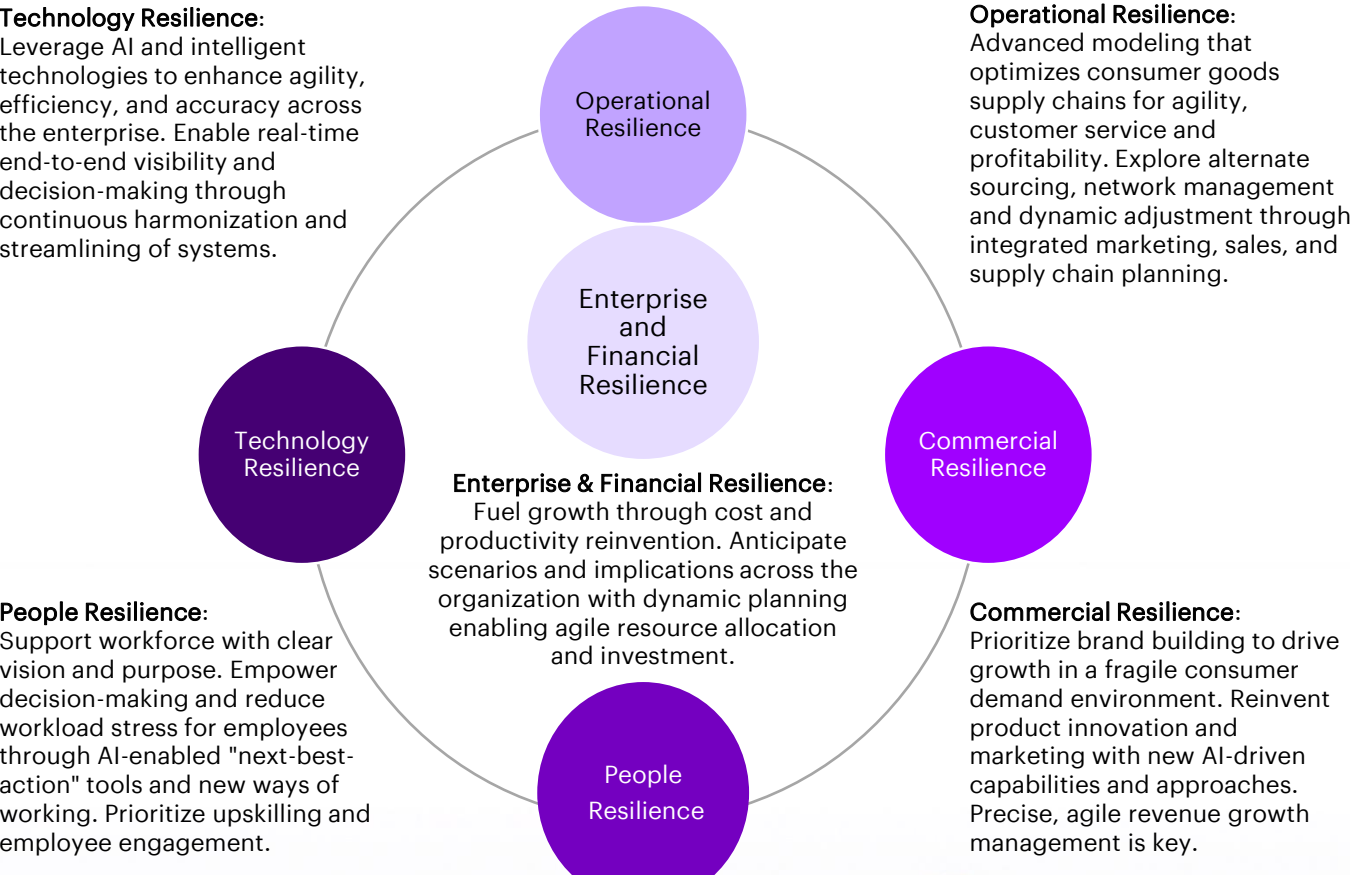 Technology Resilience:
Leverage AI and intelligent
technologies to enhance agility,
efficiency, and accuracy across
the enterprise. Enable real-time
end-to-end visibility and
decision-making through
continuous harmonization and
streamlining of systems.
Operational
Resilience
Operational Resilience:
Advanced modeling that
optimizes consumer goods
supply chains for agility,
customer service and
profitability. Explore alternate
sourcing, network management
and dynamic adjustment through
integrated marketing, sales, and
supply chain planning.
Enterprise
and
Financial
Resilience
Technology
Resilience
Commercial
Resilience
Enterprise & Financial Resilience:
Fuel growth through cost and
productivity reinvention. Anticipate
scenarios and implications across the
organization with dynamic planning
enabling agile resource allocation
and investment.
People Resilience:
Support workforce with clear
vision and purpose. Empower
decision-making and reduce
workload stress for employees
through AI-enabled "next-best-
action" tools and new ways of
working. Prioritize upskilling and
employee engagement.
People
Resilience
Commercial Resilience:
Prioritize brand building to drive
growth in a fragile consumer
demand environment. Reinvent
product innovation and
marketing with new AI-driven
capabilities and approaches.
Precise, agile revenue growth
management is key.